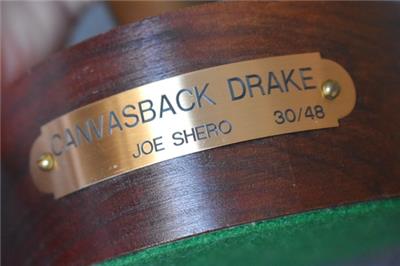 CANVASBACK DRAKE
JOE SHERO 30/48